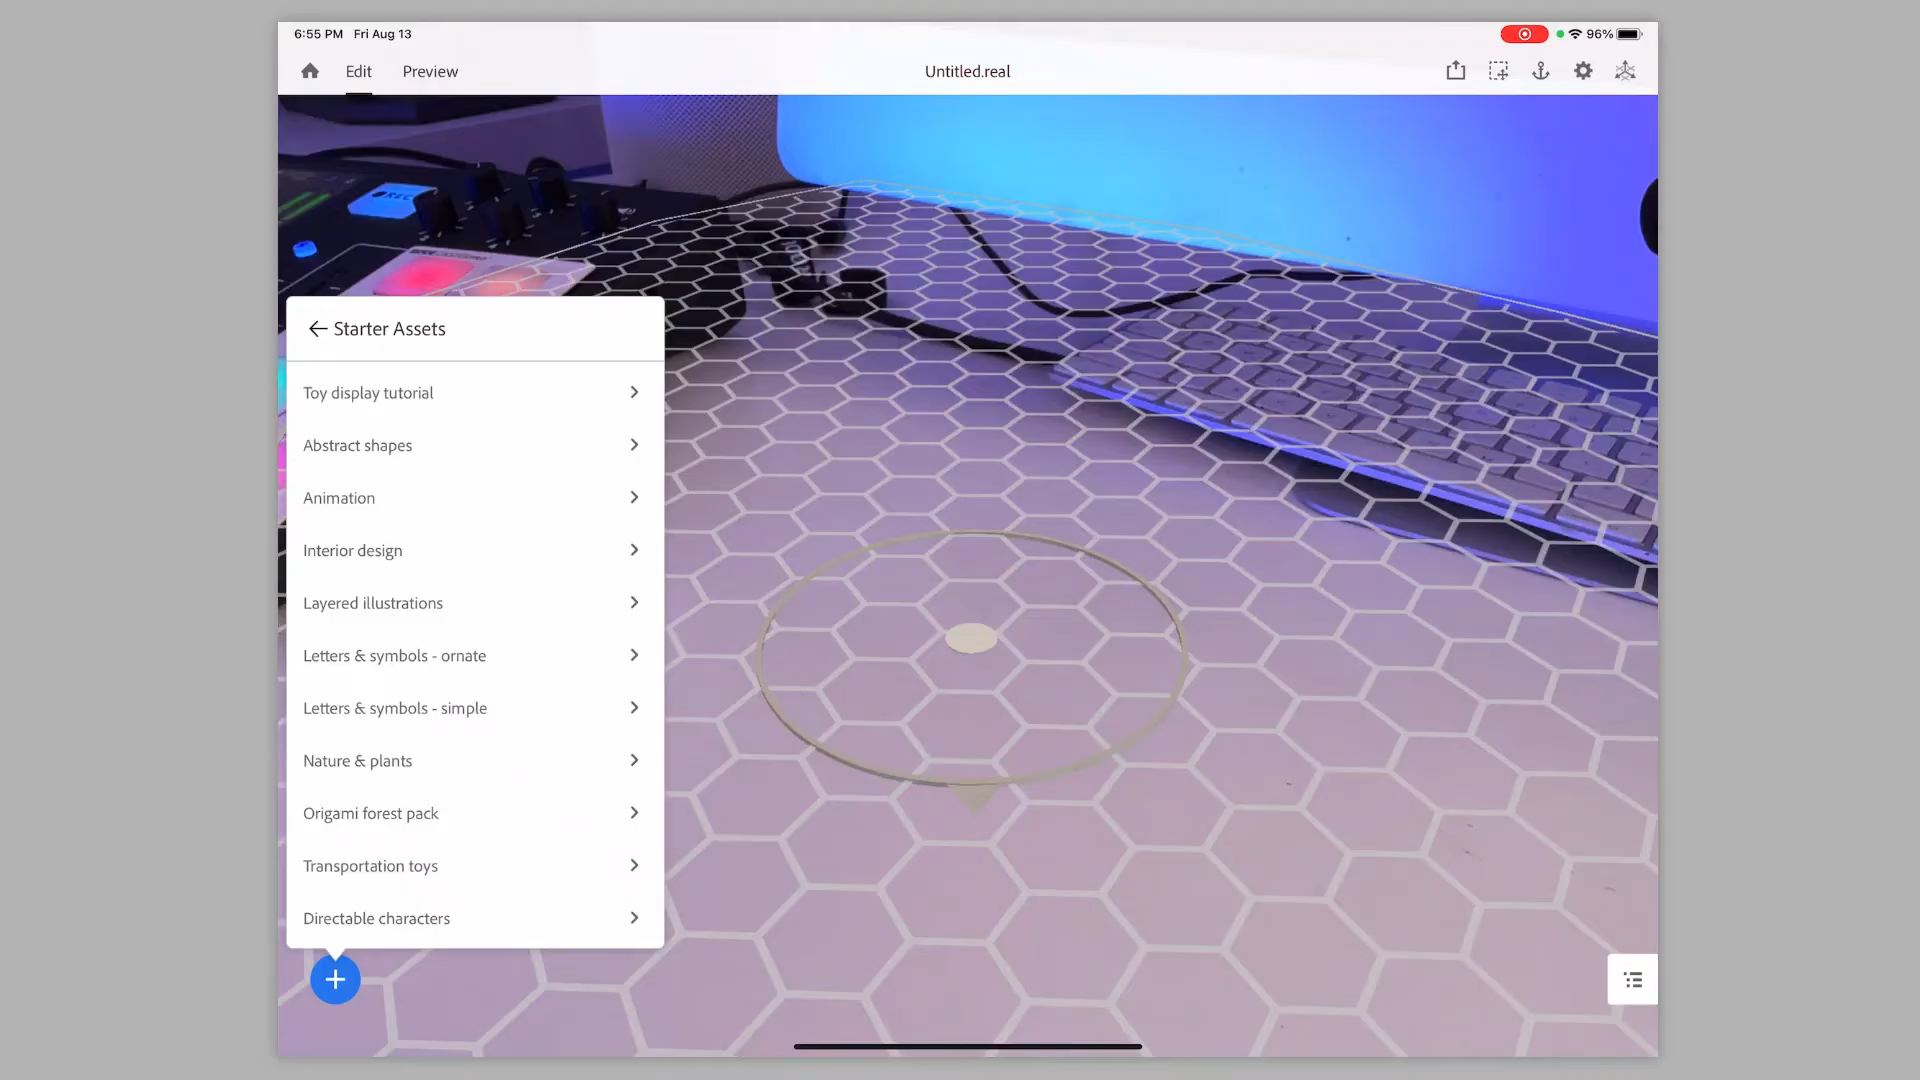 6:55 PM Fri Aug 13
96%
Edit Preview Untitled.real
REC
Starter Assets
Toy display tutorial
Abstract shapes
Animation
Interior design
Layered illustrations
Letters & symbols - ornate
Letters & symbols - simple
Nature & plants
Origami forest pack
Transportation toys
Directable characters